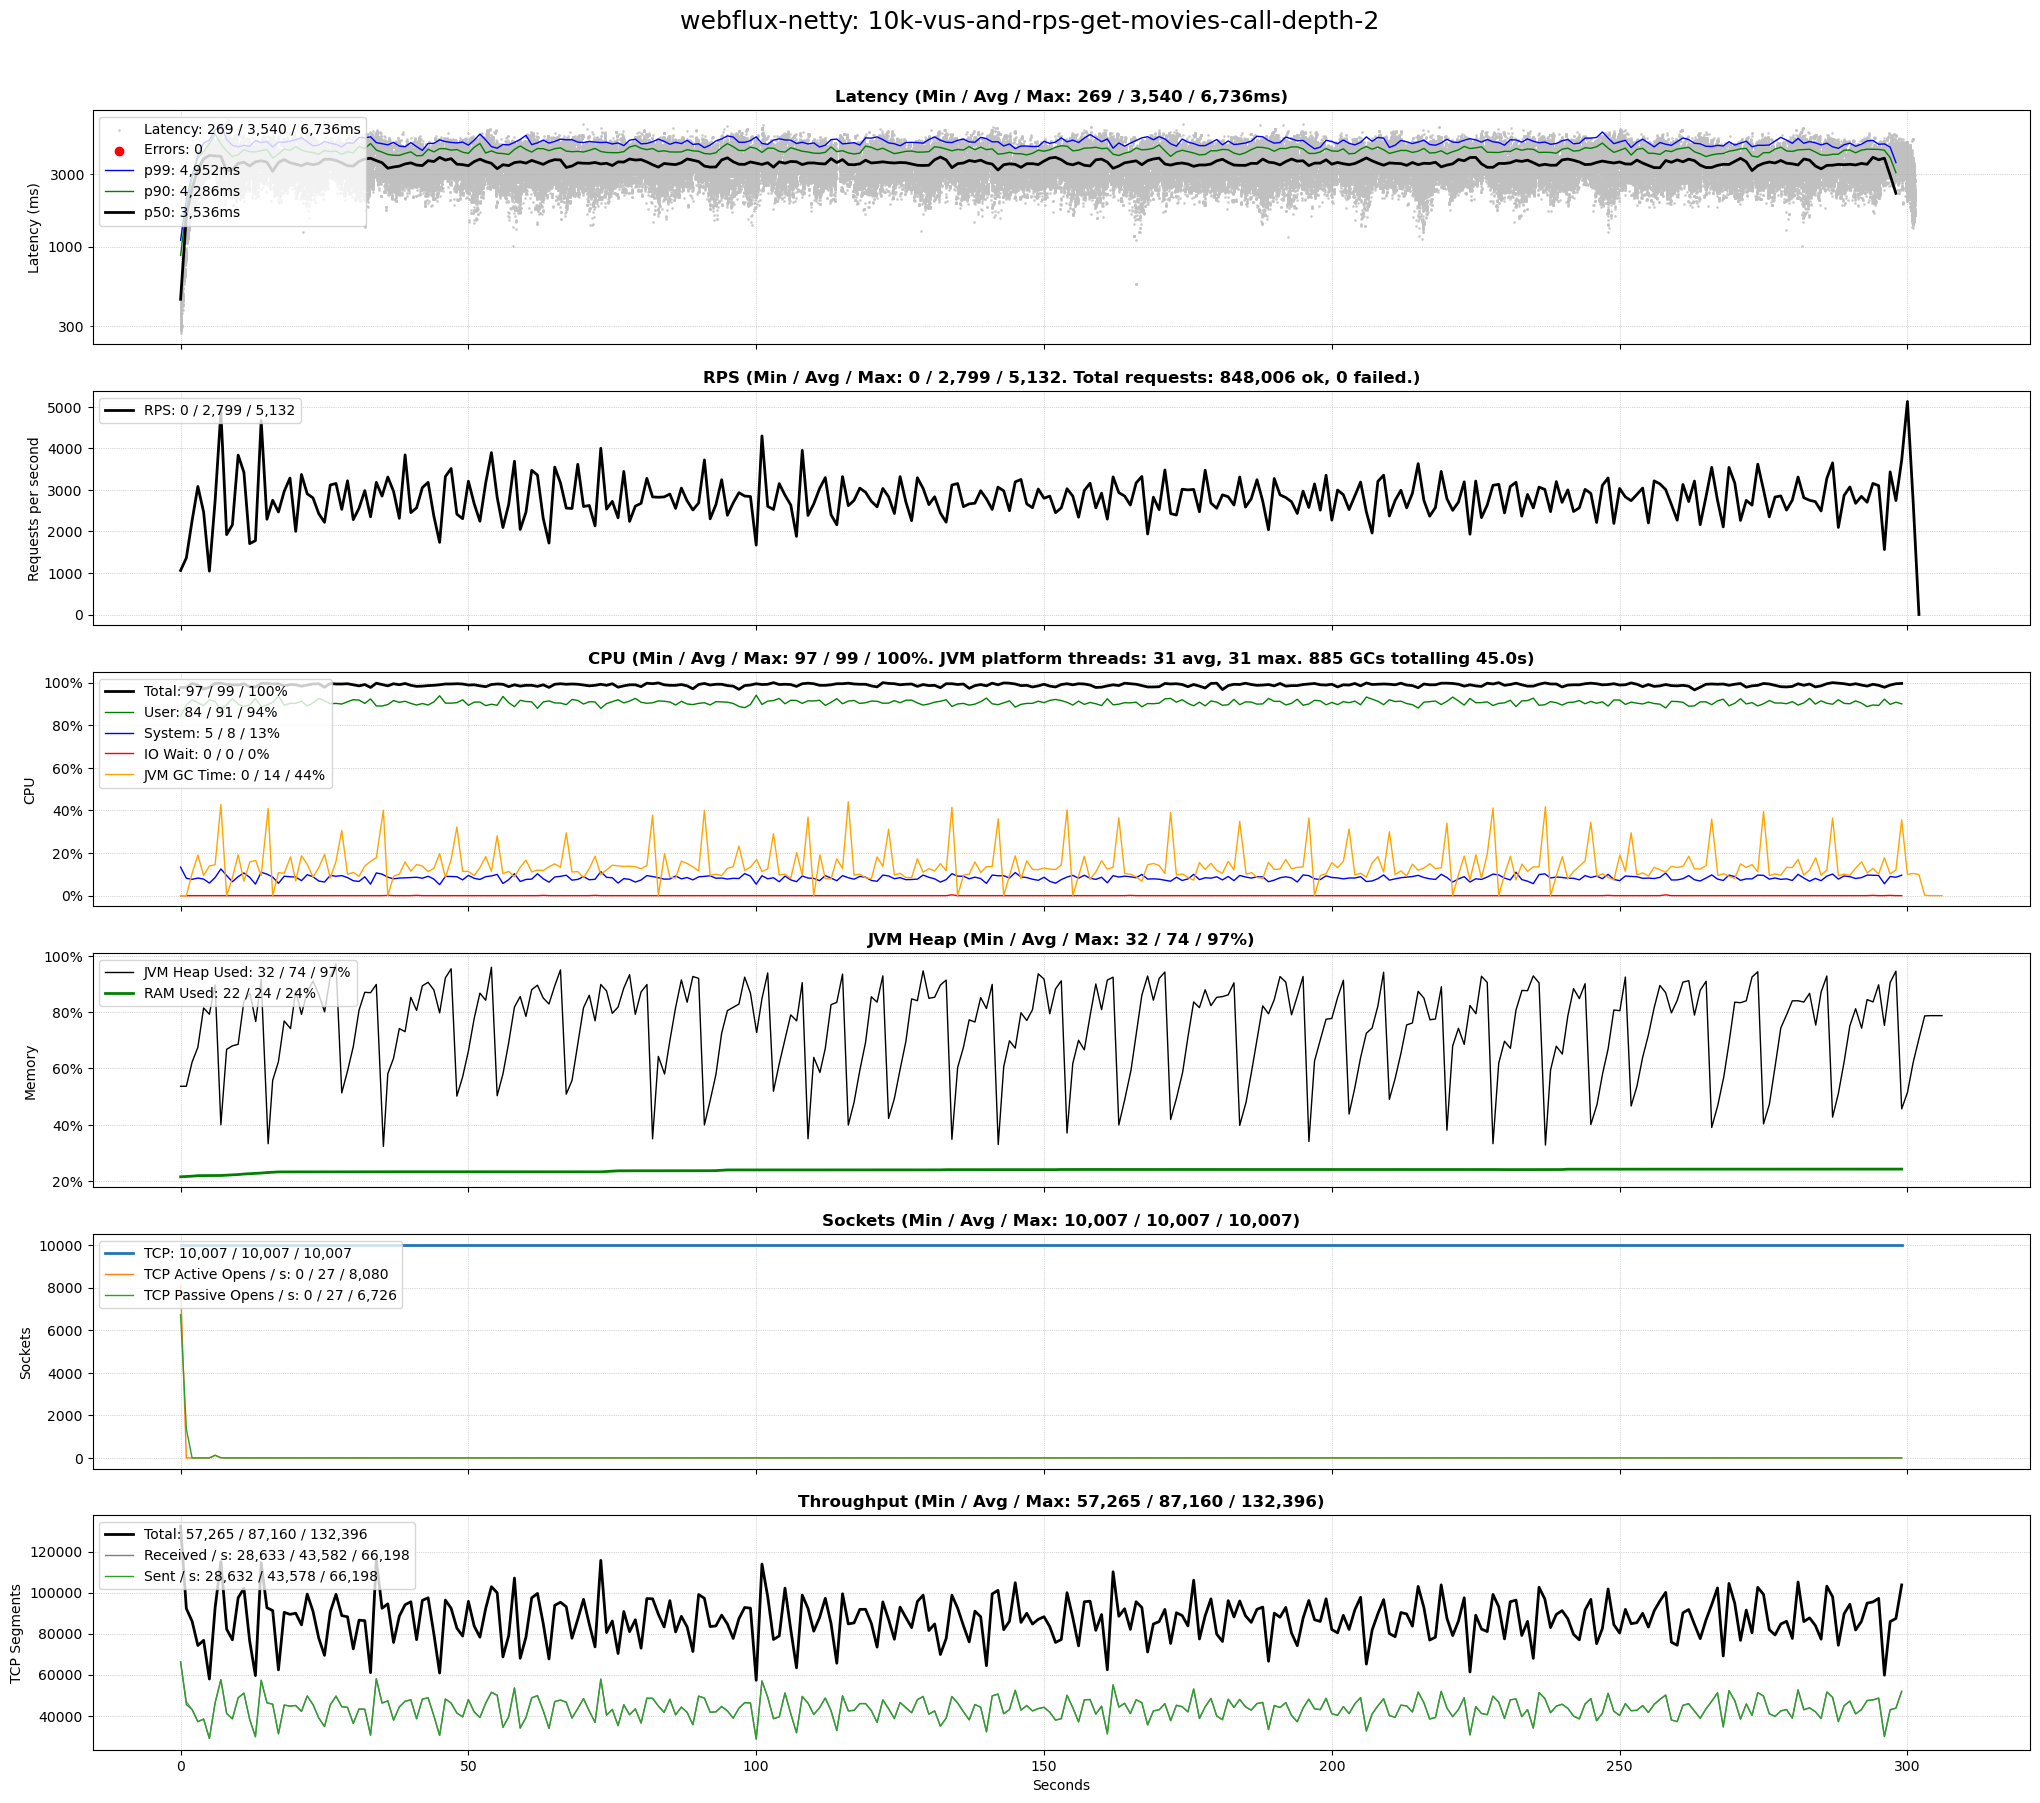 webflux-netty: 10k-vus-and-rps-get-movies-call-depth-2
Latency (Min / Avg / Max: 269 / 3,540 / 6,736ms)
Latency: 269 / 3,540 / 6,736ms
Errors: 0
p99: 4,952ms
p90: 4,286ms
p50: 3,536ms
3000
1000
300
Latency (ms)
RPS (Min / Avg / Max: 0 / 2,799 / 5,132. Total requests: 848,006 ok, 0 failed.)
RPS: 0 / 2,799 / 5,132
5000
4000
3000
2000
1000
0
Requests per second
CPU (Min / Avg / Max: 97 / 99 / 100%. JVM platform threads: 31 avg, 31 max. 885 GCs totalling 45.0s)
Total: 97 / 99 / 100%
User: 84 / 91 / 94%
System: 5 / 8 / 13%
IO Wait: 0 / 0 / 0%
JVM GC Time: 0 / 14 / 44%
100%
80%
60%
40%
20%
0%
CPU
JVM Heap (Min / Avg / Max: 32 / 74 / 97%)
JVM Heap Used: 32 / 74 / 97%
RAM Used: 22 / 24 / 24%
100%
80%
60%
40%
20%
Memory
Sockets (Min / Avg / Max: 10,007 / 10,007 / 10,007)
TCP: 10,007 / 10,007 / 10,007
TCP Active Opens / s: 0 / 27 / 8,080
TCP Passive Opens / s: 0 / 27 / 6,726
10000
8000
6000
4000
2000
0
Sockets
Throughput (Min / Avg / Max: 57,265 / 87,160 / 132,396)
Total: 57,265 / 87,160 / 132,396
Received / s: 28,633 / 43,582 / 66,198
Sent / s: 28,632 / 43,578 / 66,198
120000
100000
80000
60000
40000
TCP Segments
0 50 100 150 200 250 300
Seconds